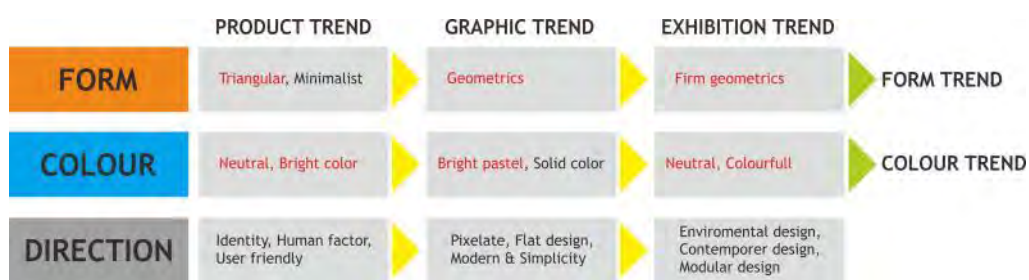 PRODUCT TREND GRAPHIC TREND EXHIBITION TREND
FORM Triangular, Minimalist Geometrics Firm geometrics FORM TREND
COLOUR Neutral, Bright color Bright pastel, Solid color Neutral, Colourfull COLOUR TREND
DIRECTION
Identity, Human factor,
User friendly
Pixelate, Flat design,
Modern & Simplicity
Enviromental design,
Contemporer design,
Modular design